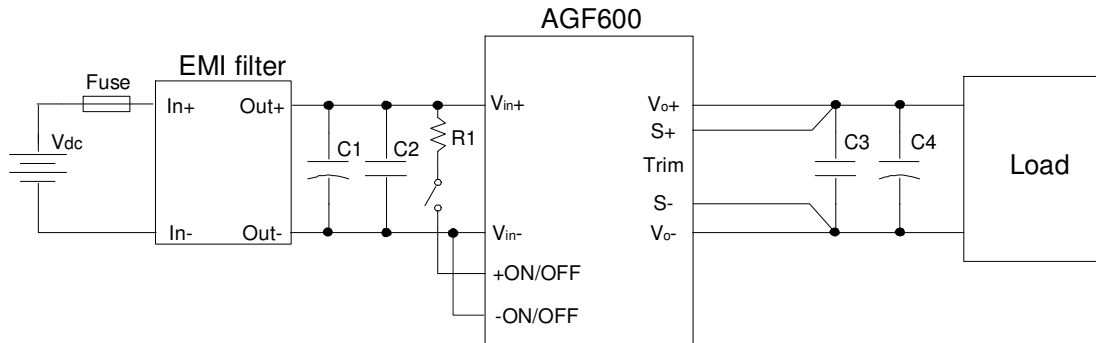 AGF600
EMI filter
Fuse
In+ Out+
Vdc
C1 C2
R1
In- Out-
Vin+
Vin-
+ON/OFF
-ON/OFF
Vo+
S+
Trim
S-
Vo-
C3 C4
Load